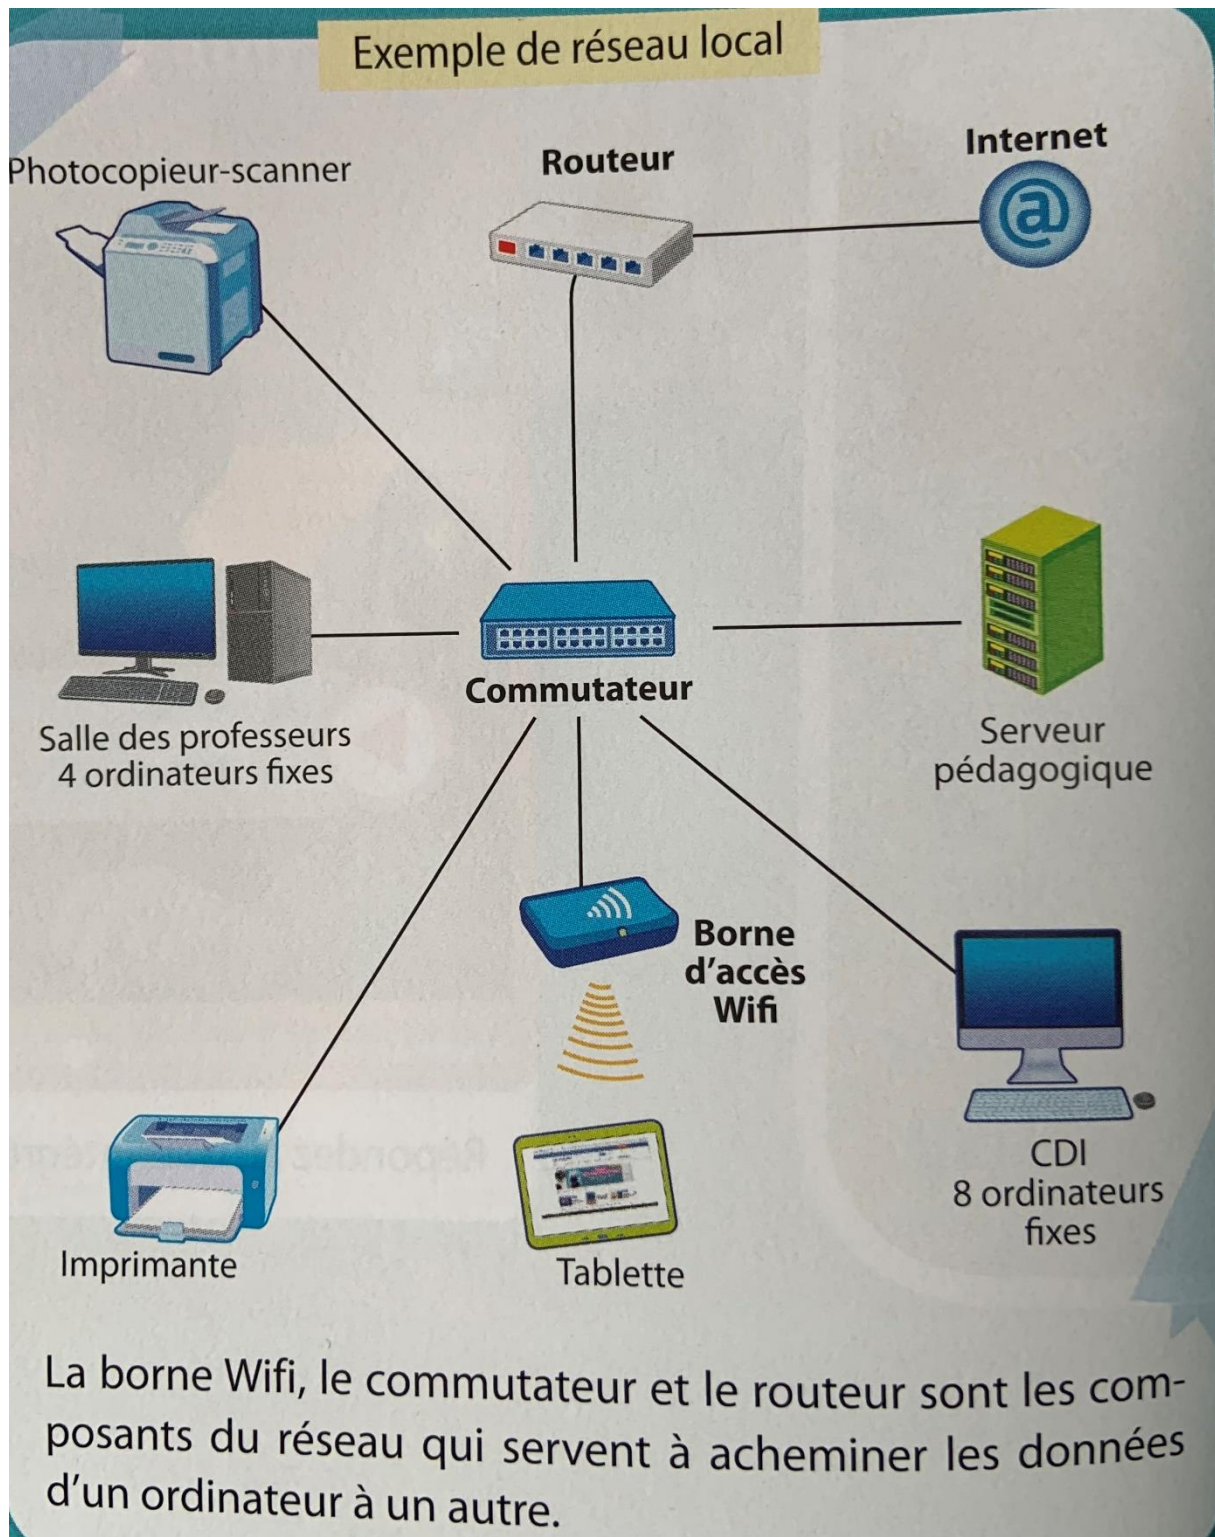 Exemple de réseau local
Photocopieur-scanner
Routeur
Internet
@
Salle des professeurs
4 ordinateurs fixes
Commutateur
Serveur
pédagogique
Borne
d'accès
Wifi
Imprimante
Tablette
CDI
8 ordinateurs
fixes
La borne Wifi, le commutateur et le routeur sont les com-
posants du réseau qui servent à acheminer les données
d'un ordinateur à un autre.